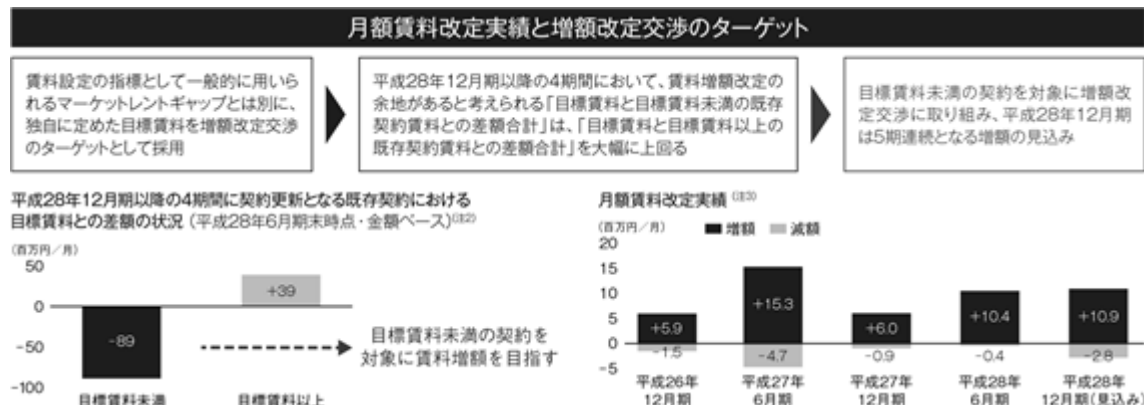 月額賃料改定実績と増額改定交渉のターゲット
賃料設定の指標として一般的に用いら
れるマーケットレントギャップとは別に、
独自に定めた目標賃料を増額改定交渉
のターゲットとして採用
平成28年12月期以降の4期間において、賃料増額改定の
余地があると考えられる「目標賃料と目標賃料未満の既存
契約賃料との差額合計」は、「目標賃料と目標賃料以上の
既存契約賃料との差額合計」を大幅に上回る
目標賃料未満の契約を対象に増額改
定交渉に取り組み、平成28年12月期
は5期連続となる増額の見込み
平成28年12月期以降の4期間に契約更新となる既存契約における
目標賃料との差額の状況（平成28年6月期末時点・金額ベース）(注2)
（百万円／月）
50
0
-50
-100
-89
+39
目標賃料未満
目標賃料以上
目標賃料未満の契約を
対象に賃料増額を目指す
月額賃料改定実績 (注3)
（百万円／月）
■増額 ■減額
20
15
10
5
0
-5
+5.9
+15.3
+6.0
+10.4
+10.9
-1.5
-4.7
-0.9
-0.4
-2.8
平成26年 平成27年 平成27年 平成28年 平成28年
12月期 6月期 12月期 6月期 12月期(見込み)